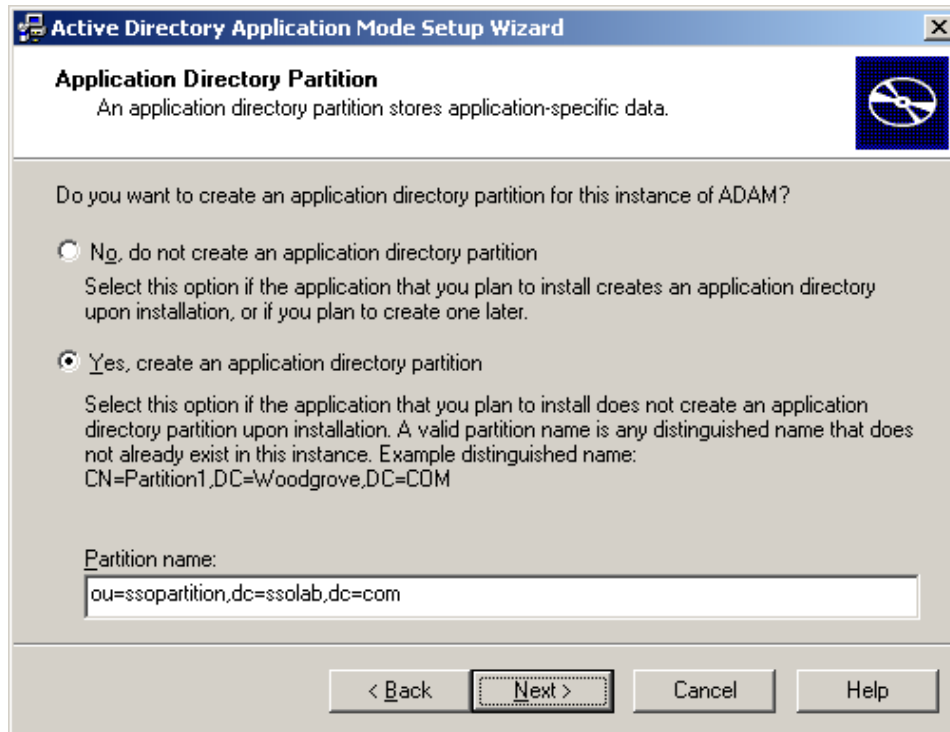 Active Directory Application Mode Setup Wizard
Application Directory Partition
An application directory partition stores application-specific data.
Do you want to create an application directory partition for this instance of ADAM?
No, do not create an application directory partition
Select this option if the application that you plan to install creates an application directory
upon installation, or if you plan to create one later.
Yes, create an application directory partition
Select this option if the application that you plan to install does not create an application
directory partition upon installation. A valid partition name is any distinguished name that does
not already exist in this instance. Example distinguished name:
CN=Partition1,DC=Woodgrove,DC=COM
Partition name:
ou=ssopartition,dc=ssolab,dc=com
< Back Next > Cancel Help